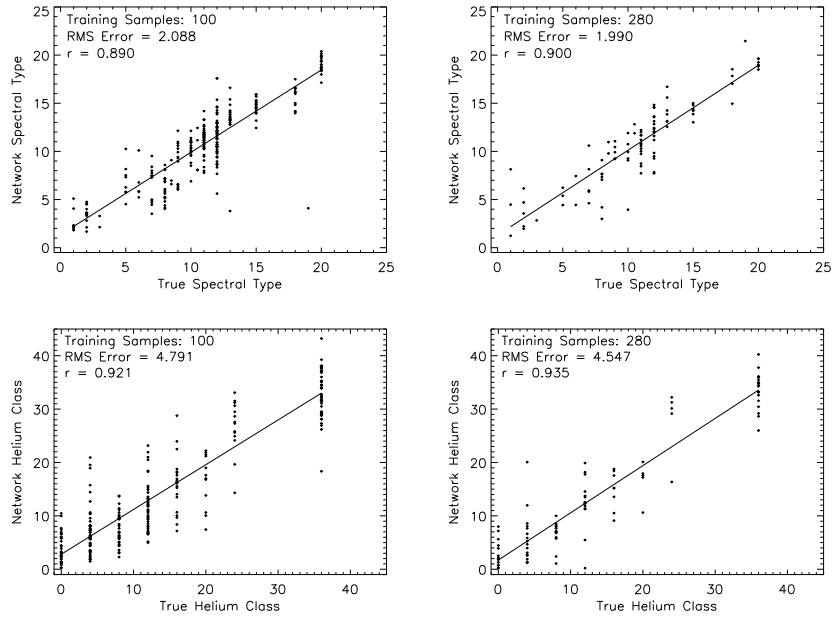 Training Samples: 100
RMS Error = 2.088
r = 0.890
25
20
15
10
5
0
Network Spectral Type
0 5 10 15 20 25
True Spectral Type
Training Samples: 280
RMS Error = 1.990
r = 0.900
25
20
15
10
5
0
Network Spectral Type
0 5 10 15 20 25
True Spectral Type
Training Samples: 100
RMS Error = 4.791
r = 0.921
40
30
20
10
0
Network Helium Class
0 10 20 30 40
True Helium Class
Training Samples: 280
RMS Error = 4.547
r = 0.935
40
30
20
10
0
Network Helium Class
0 10 20 30 40
True Helium Class